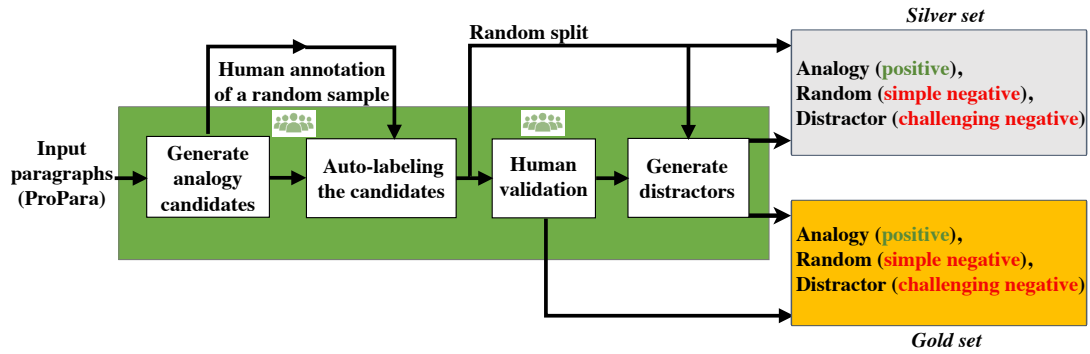 Silver set
Random split
Analogy (positive),
Random (simple negative),
Distractor (challenging negative)
Human annotation
of a random sample
Input
paragraphs
(ProPara)
Generate
analogy
candidates
Auto-labeling
the candidates
Human
validation
Generate
distractors
Analogy (positive),
Random (simple negative),
Distractor (challenging negative)
Gold set